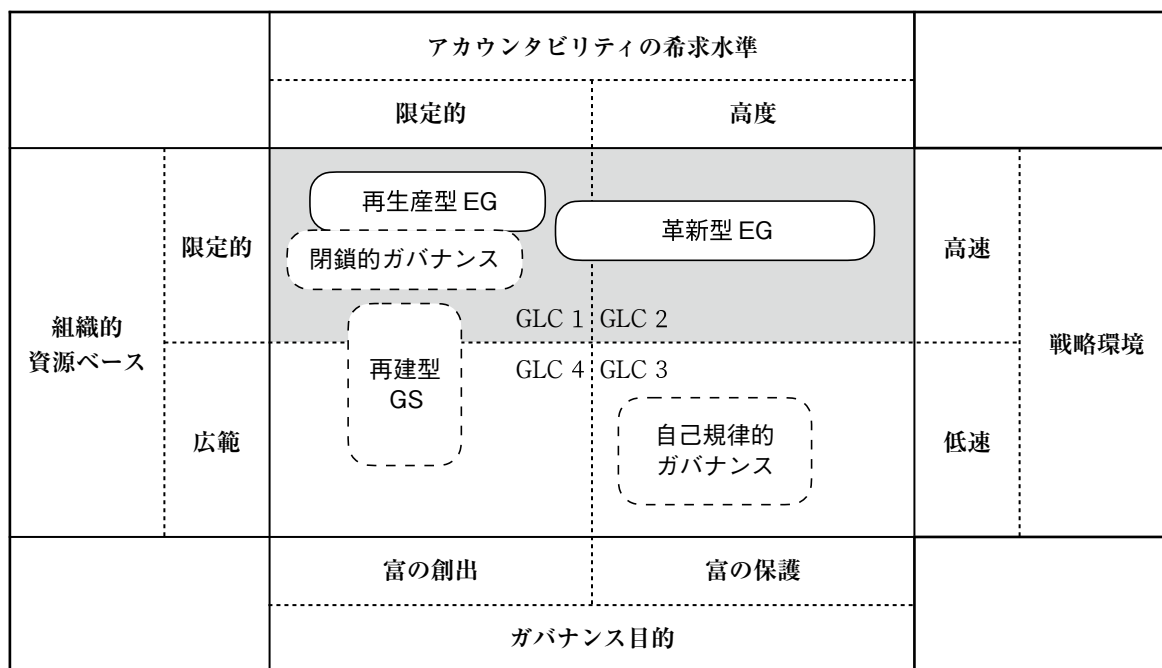 アカウンタビリティの希求水準
限定的
高度
再生産型 EG
革新型 EG
限定的
閉鎖的ガバナンス
高速
組織的
資源ベース
GLC 1
GLC 2
戦略環境
再建型
GS
GLC 4
GLC 3
広範
自己規律的
ガバナンス
低速
富の創出
富の保護
ガバナンス目的